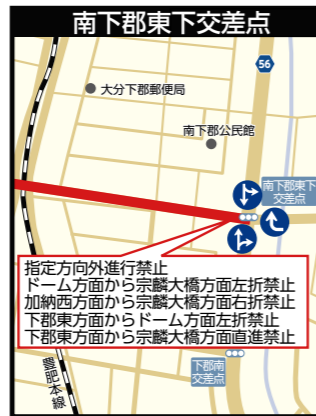 南下郡東下交差点
56
大分下郡郵便局
南下郡公民館
南下郡東下
交差点
指定方向外進行禁止
ドーム方面から宗麟大橋方面左折禁止
加納西方面から宗麟大橋方面右折禁止
下郡東方面からドーム方面左折禁止
下郡東方面から宗麟大橋方面直進禁止
豊肥本線
下郡南
交差点